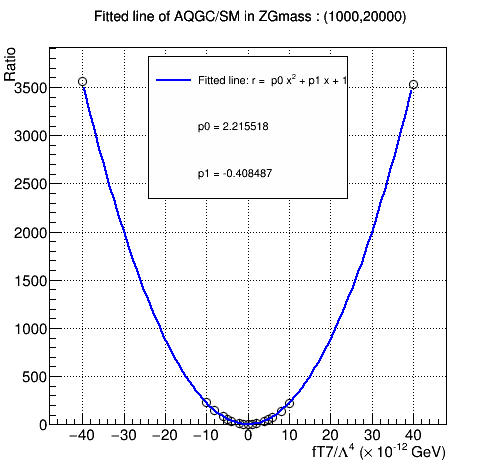 Fitted line of AQGC/SM in ZGmass : (1000,20000)
Ratio
Fitted line: r = p0 x² + p1 x + 1
p0 = 2.215518
p1 = -0.408487
3500
3000
2500
2000
1500
1000
500
0
−40 −30 −20 −10 0 10 20 30 40
fT7/Λ⁴ (× 10⁻¹² GeV)